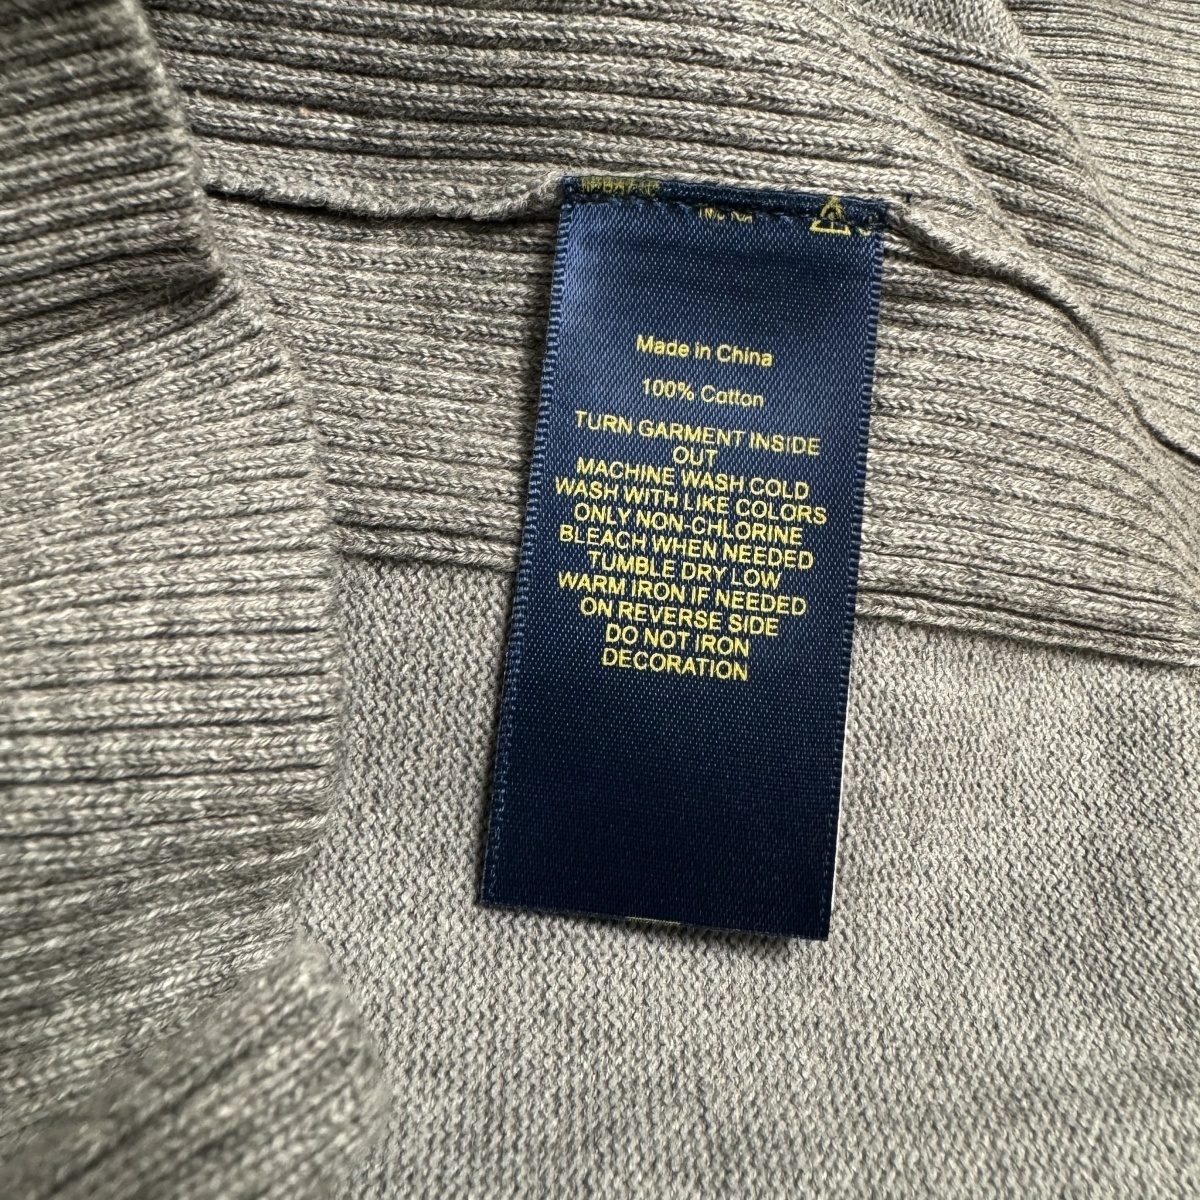 Made in China
100% Cotton
TURN GARMENT INSIDE
OUT
MACHINE WASH COLD
WASH WITH LIKE COLORS
ONLY NON-CHLORINE
BLEACH WHEN NEEDED
TUMBLE DRY LOW
WARM IRON IF NEEDED
ON REVERSE SIDE
DO NOT IRON
DECORATION